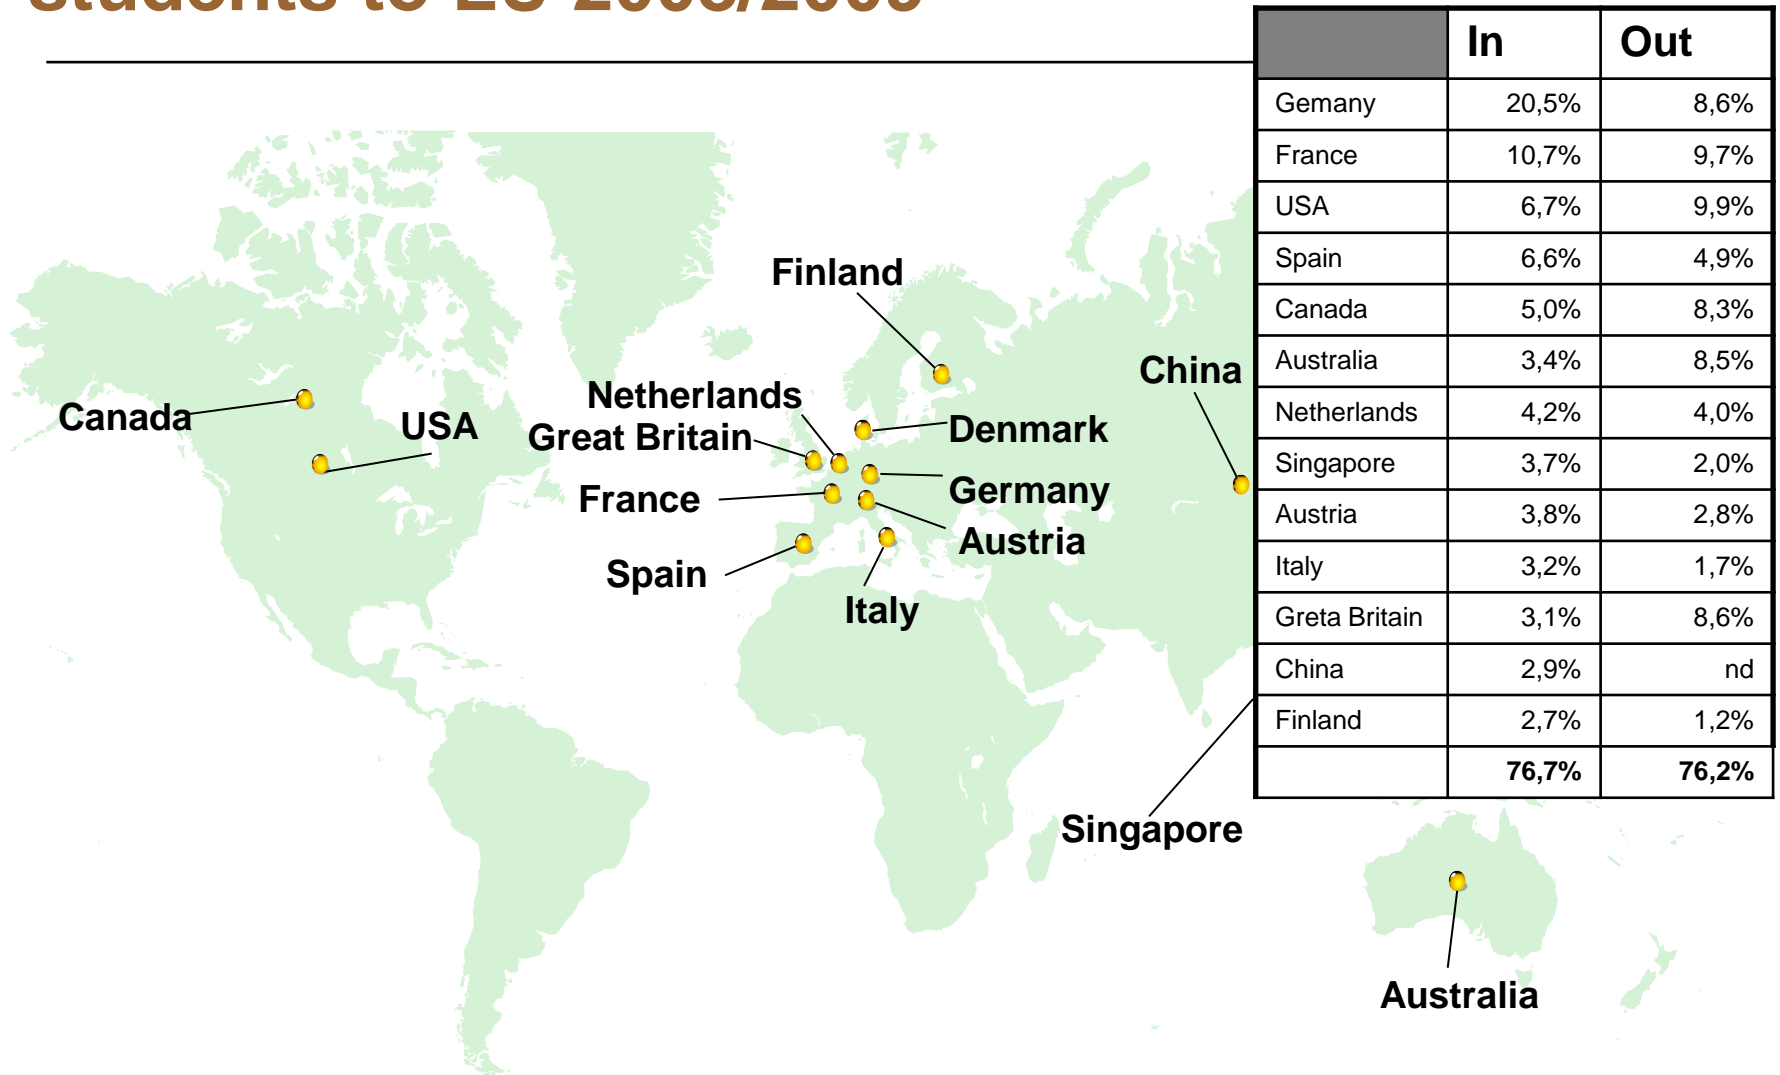 students to
In Out
Gemany 20,5% 8,6%
France 10,7% 9,7%
USA 6,7% 9,9%
Spain 6,6% 4,9%
Canada 5,0% 8,3%
Australia 3,4% 8,5%
Netherlands 4,2% 4,0%
Singapore 3,7% 2,0%
Austria 3,8% 2,8%
Italy 3,2% 1,7%
Greta Britain 3,1% 8,6%
China 2,9% nd
Finland 2,7% 1,2%
76,7% 76,2%
Finland
China
Netherlands
Canada
USA
Great Britain
Denmark
France
Germany
Austria
Spain
Italy
Singapore
Australia